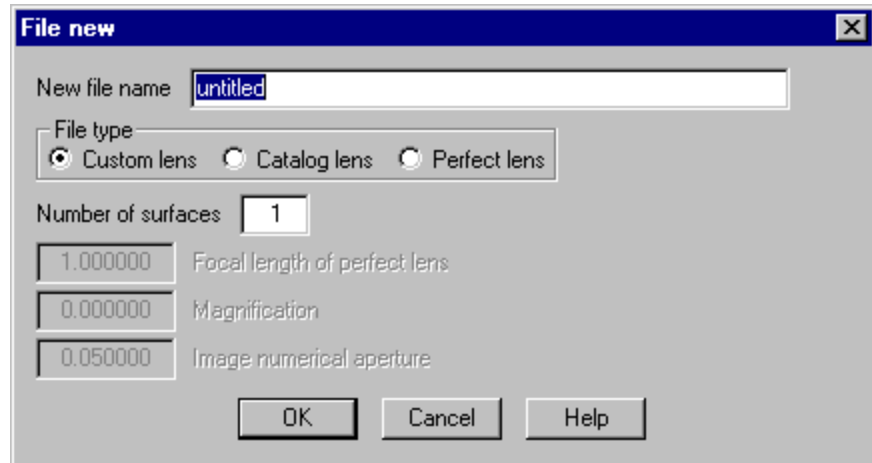 File new
New file name untitled
File type
Custom lens Catalog lens Perfect lens
Number of surfaces 1
1.000000 Focal length of perfect lens
0.000000 Magnification
0.050000 Image numerical aperture
OK Cancel Help